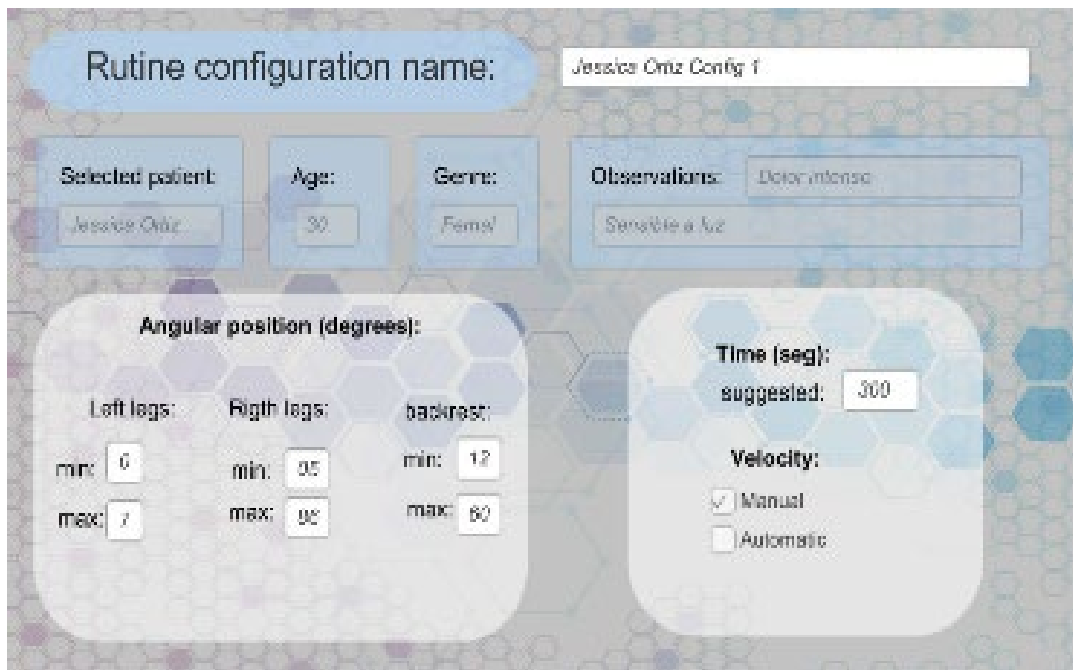 Rutine configuration name:
Jessica Ortiz Config 1
Selected patient:
Age:
Genre:
Observations:
Dolor intenso
Jessica Ortiz
30
Femal
Sensible a luz
Angular position (degrees):
Left legs:
Rigth legs:
backrest:
min: 6
min:
min: 12
max: 7
max:
max: 60
Time (seg):
suggested: 300
Velocity:
Manual
Automatic